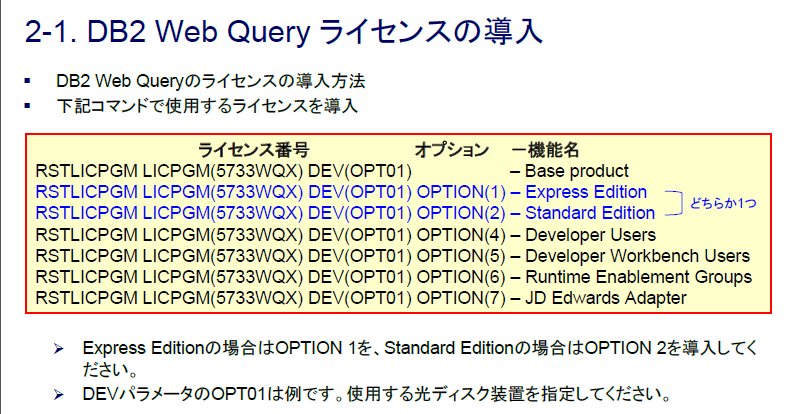 2-1. DB2 Web Query ライセンスの導入
▪ DB2 Web Queryのライセンスの導入方法
▪ 下記コマンドで使用するライセンスを導入
ライセンス番号 オプション －機能名
RSTLICPGM LICPGM(5733WQX) DEV(OPT01) – Base product
RSTLICPGM LICPGM(5733WQX) DEV(OPT01) OPTION(1) – Express Edition
RSTLICPGM LICPGM(5733WQX) DEV(OPT01) OPTION(2) – Standard Edition
どちらか1つ
RSTLICPGM LICPGM(5733WQX) DEV(OPT01) OPTION(4) – Developer Users
RSTLICPGM LICPGM(5733WQX) DEV(OPT01) OPTION(5) – Developer Workbench Users
RSTLICPGM LICPGM(5733WQX) DEV(OPT01) OPTION(6) – Runtime Enablement Groups
RSTLICPGM LICPGM(5733WQX) DEV(OPT01) OPTION(7) – JD Edwards Adapter
➢ Express Editionの場合はOPTION 1を、Standard Editionの場合はOPTION 2を導入してく
ださい。
➢ DEVパラメータのOPT01は例です。使用する光ディスク装置を指定してください。